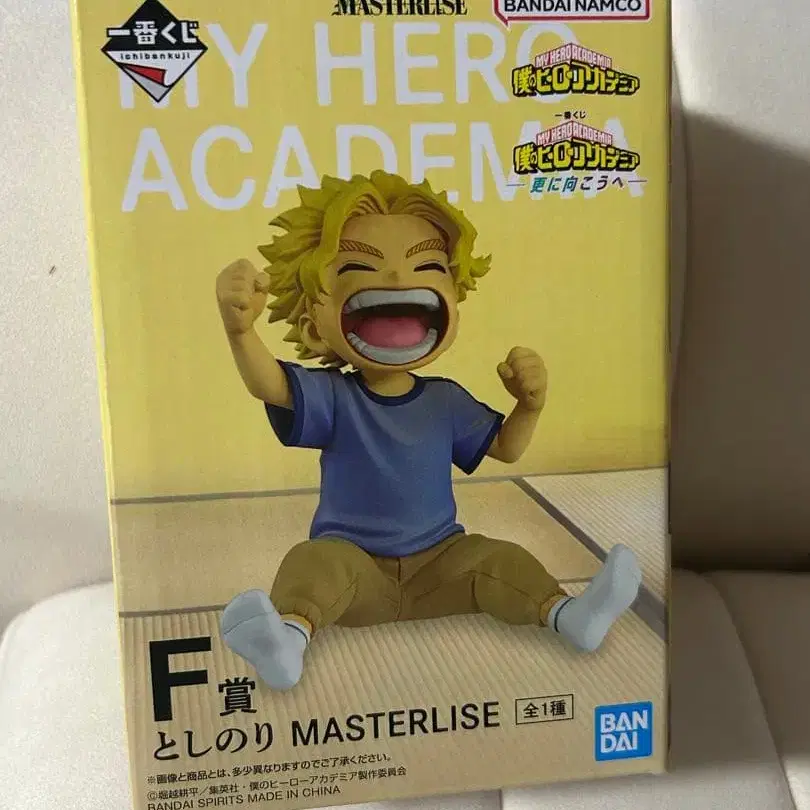 MASTERLISE
BANDAI NAMCO
一番くじ
ichibankuji
MY HERO
ACADEMIA
MY HERO ACADEMIA
僕のヒーローアカデミア
一番くじ
MY HERO ACADEMIA
僕のヒーローアカデミア
更に向こうへ
F賞
としのり MASTERLISE 全1種
BAN
DAI
※画像と商品とは、多少異なりますのでご了承ください。
©堀越耕平／集英社・僕のヒーローアカデミア製作委員会
BANDAI SPIRITS MADE IN CHINA